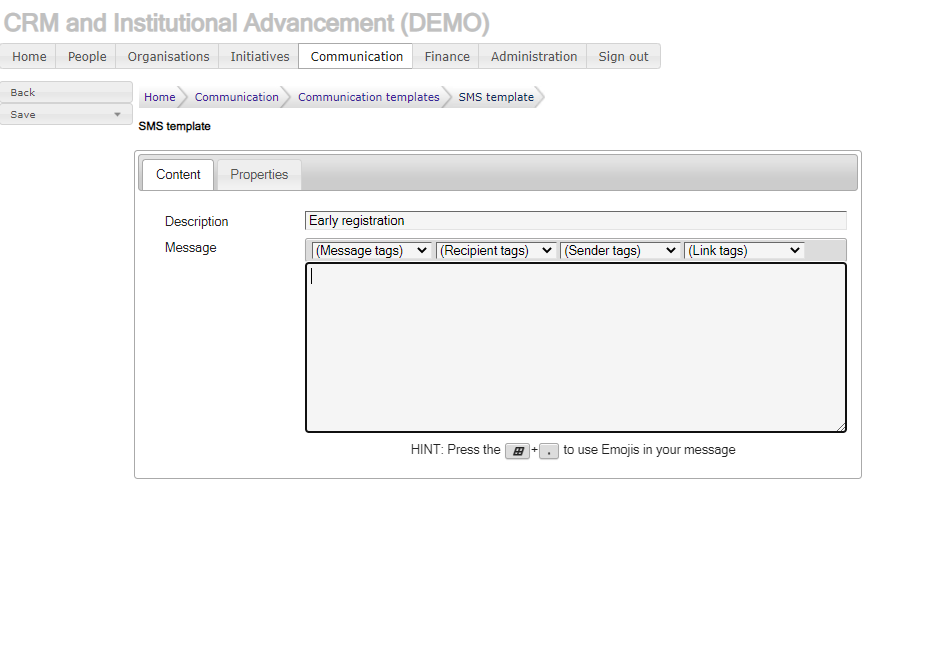 CRM and Institutional Advancement (DEMO)
Home People Organisations Initiatives Communication Finance Administration Sign out
Back
Save
Home Communication Communication templates SMS template
SMS template
Content Properties
Description Early registration
Message (Message tags) (Recipient tags) (Sender tags) (Link tags)
HINT: Press the + . to use Emojis in your message